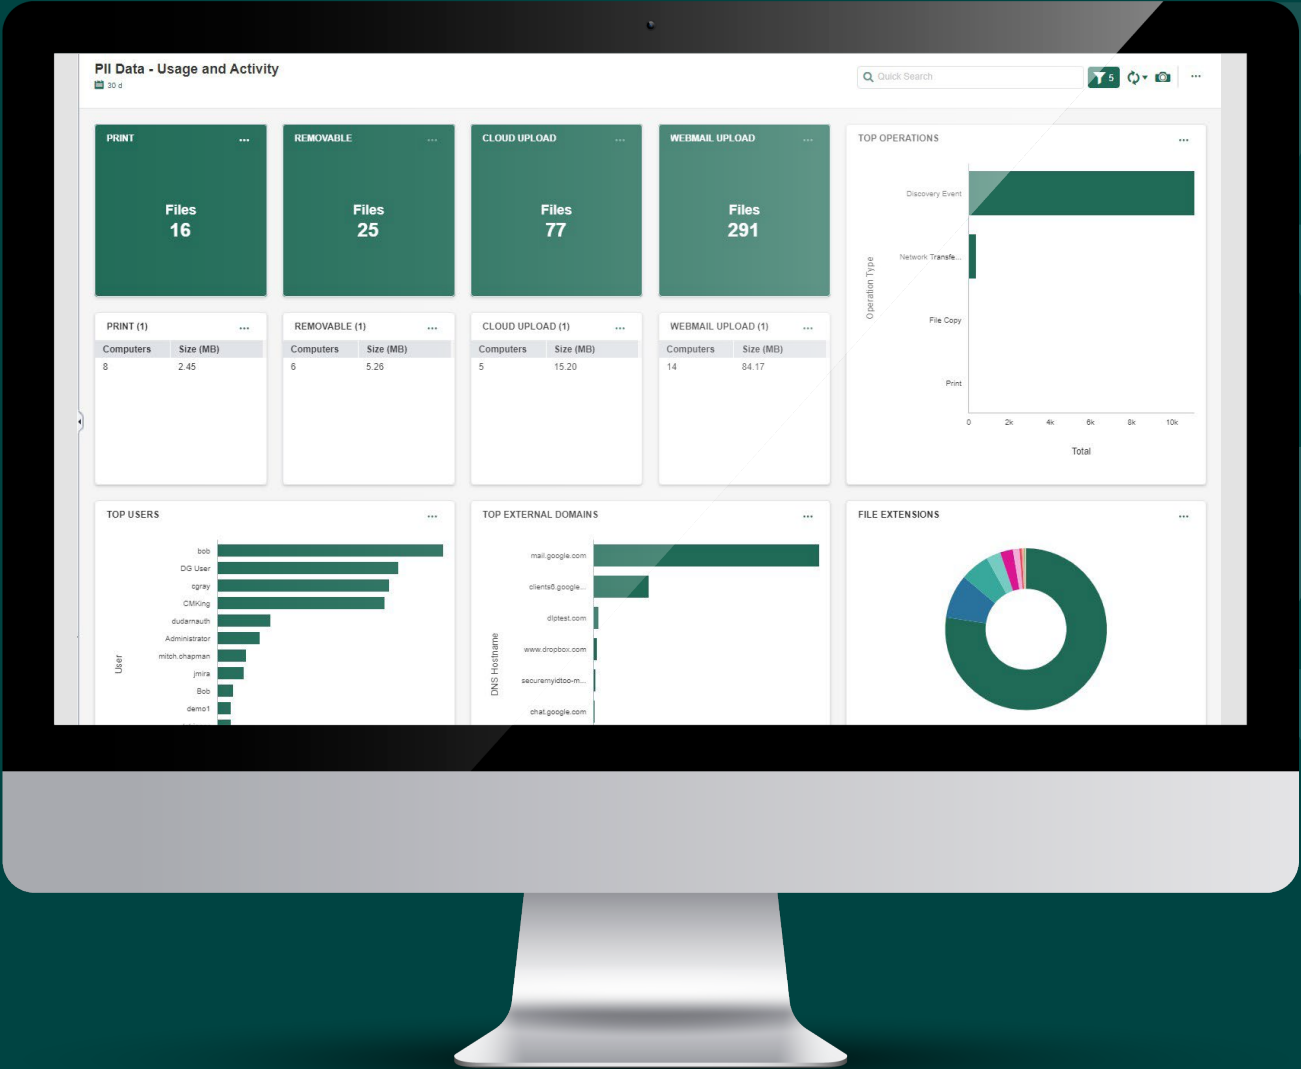 PII Data - Usage and Activity
30 d
Quick Search
5
PRINT
Files
16
REMOVABLE
Files
25
CLOUD UPLOAD
Files
77
WEBMAIL UPLOAD
Files
291
TOP OPERATIONS
Operation Type
Discovery Event
Network Transfe...
File Copy
Print
0 2k 4k 6k 8k 10k
Total
PRINT (1)
Computers Size (MB)
8 2.45
REMOVABLE (1)
Computers Size (MB)
6 5.26
CLOUD UPLOAD (1)
Computers Size (MB)
5 15.20
WEBMAIL UPLOAD (1)
Computers Size (MB)
14 84.17
TOP USERS
User
bob
DG User
cgray
CMKing
dudarnauth
Administrator
mitch.chapman
jmira
Bob
demo1
TOP EXTERNAL DOMAINS
DNS Hostname
mail.google.com
clients6.google...
dlptest.com
www.dropbox.com
securemyidtoo-m...
chat.google.com
FILE EXTENSIONS